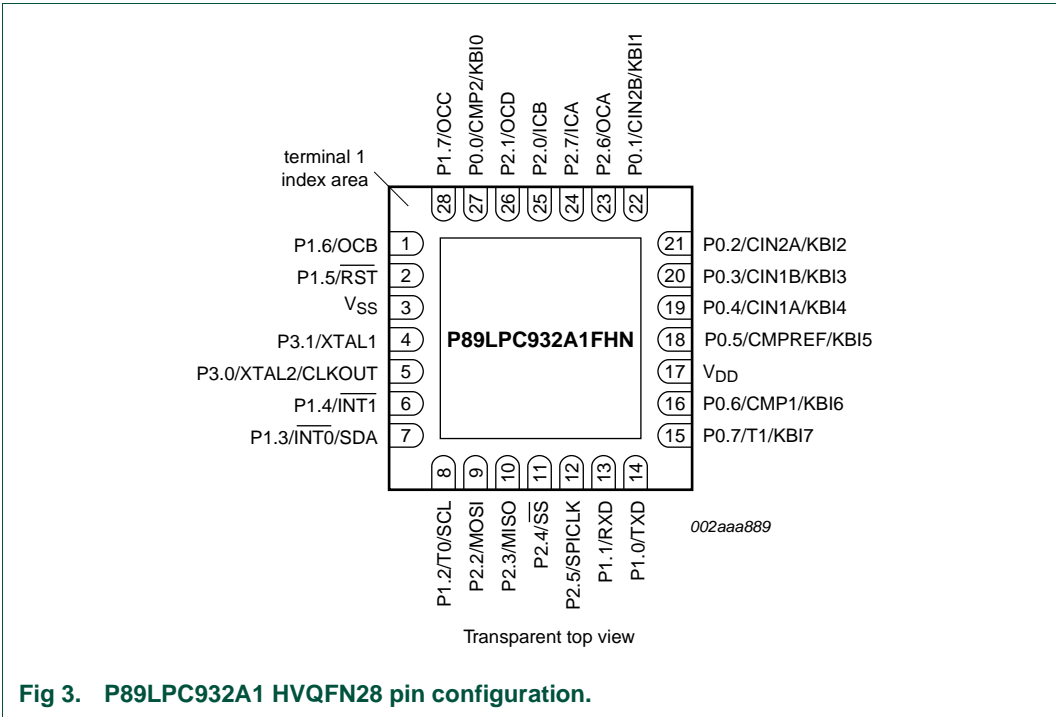 P1.7/OCC
P0.0/CMP2/KBI0
P2.1/OCD
P2.0/ICB
P2.7/ICA
P2.6/OCA
P0.1/CIN2B/KBI1
terminal 1
index area
28
27
26
25
24
23
22
P1.6/OCB 1
P1.5/R̅S̅T̅ 2
VSS 3
P3.1/XTAL1 4
P3.0/XTAL2/CLKOUT 5
P1.4/I̅N̅T̅1̅ 6
P1.3/I̅N̅T̅0̅/SDA 7
P89LPC932A1FHN
21 P0.2/CIN2A/KBI2
20 P0.3/CIN1B/KBI3
19 P0.4/CIN1A/KBI4
18 P0.5/CMPREF/KBI5
17 VDD
16 P0.6/CMP1/KBI6
15 P0.7/T1/KBI7
8
9
10
11
12
13
14
P1.2/T0/SCL
P2.2/MOSI
P2.3/MISO
P2.4/S̅S̅
P2.5/SPICLK
P1.1/RXD
P1.0/TXD
002aaa889
Transparent top view
Fig 3. P89LPC932A1 HVQFN28 pin configuration.